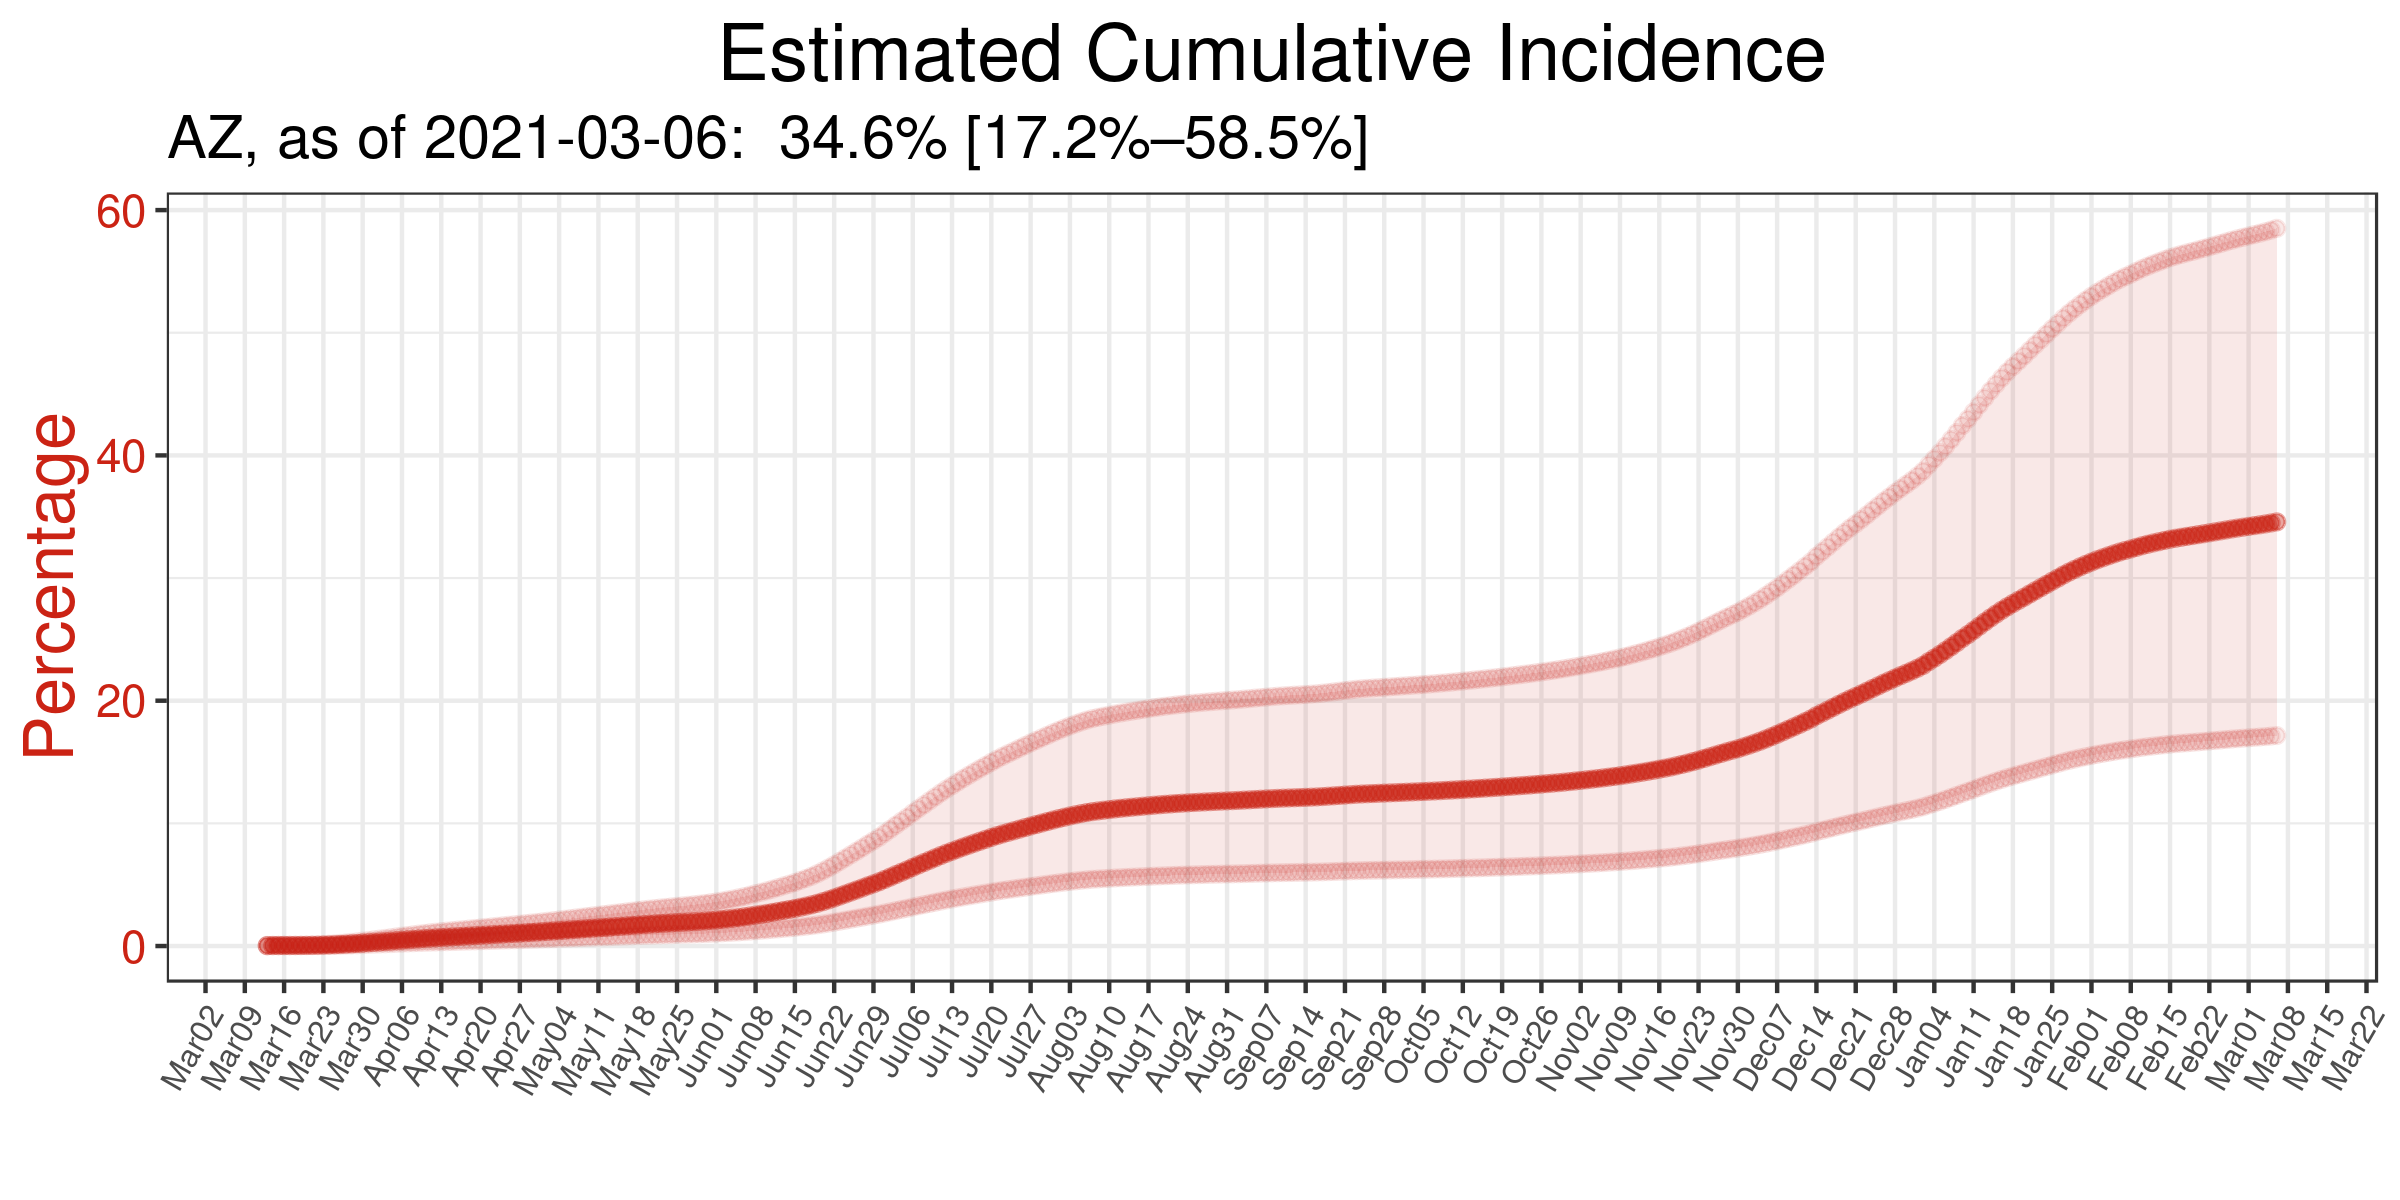 Estimated Cumulative Incidence
AZ, as of 2021-03-06:  34.6% [17.2%–58.5%]
Percentage
60
40
20
0
Mar02
Mar09
Mar16
Mar23
Mar30
Apr06
Apr13
Apr20
Apr27
May04
May11
May18
May25
Jun01
Jun08
Jun15
Jun22
Jun29
Jul06
Jul13
Jul20
Jul27
Aug03
Aug10
Aug17
Aug24
Aug31
Sep07
Sep14
Sep21
Sep28
Oct05
Oct12
Oct19
Oct26
Nov02
Nov09
Nov16
Nov23
Nov30
Dec07
Dec14
Dec21
Dec28
Jan04
Jan11
Jan18
Jan25
Feb01
Feb08
Feb15
Feb22
Mar01
Mar08
Mar15
Mar22